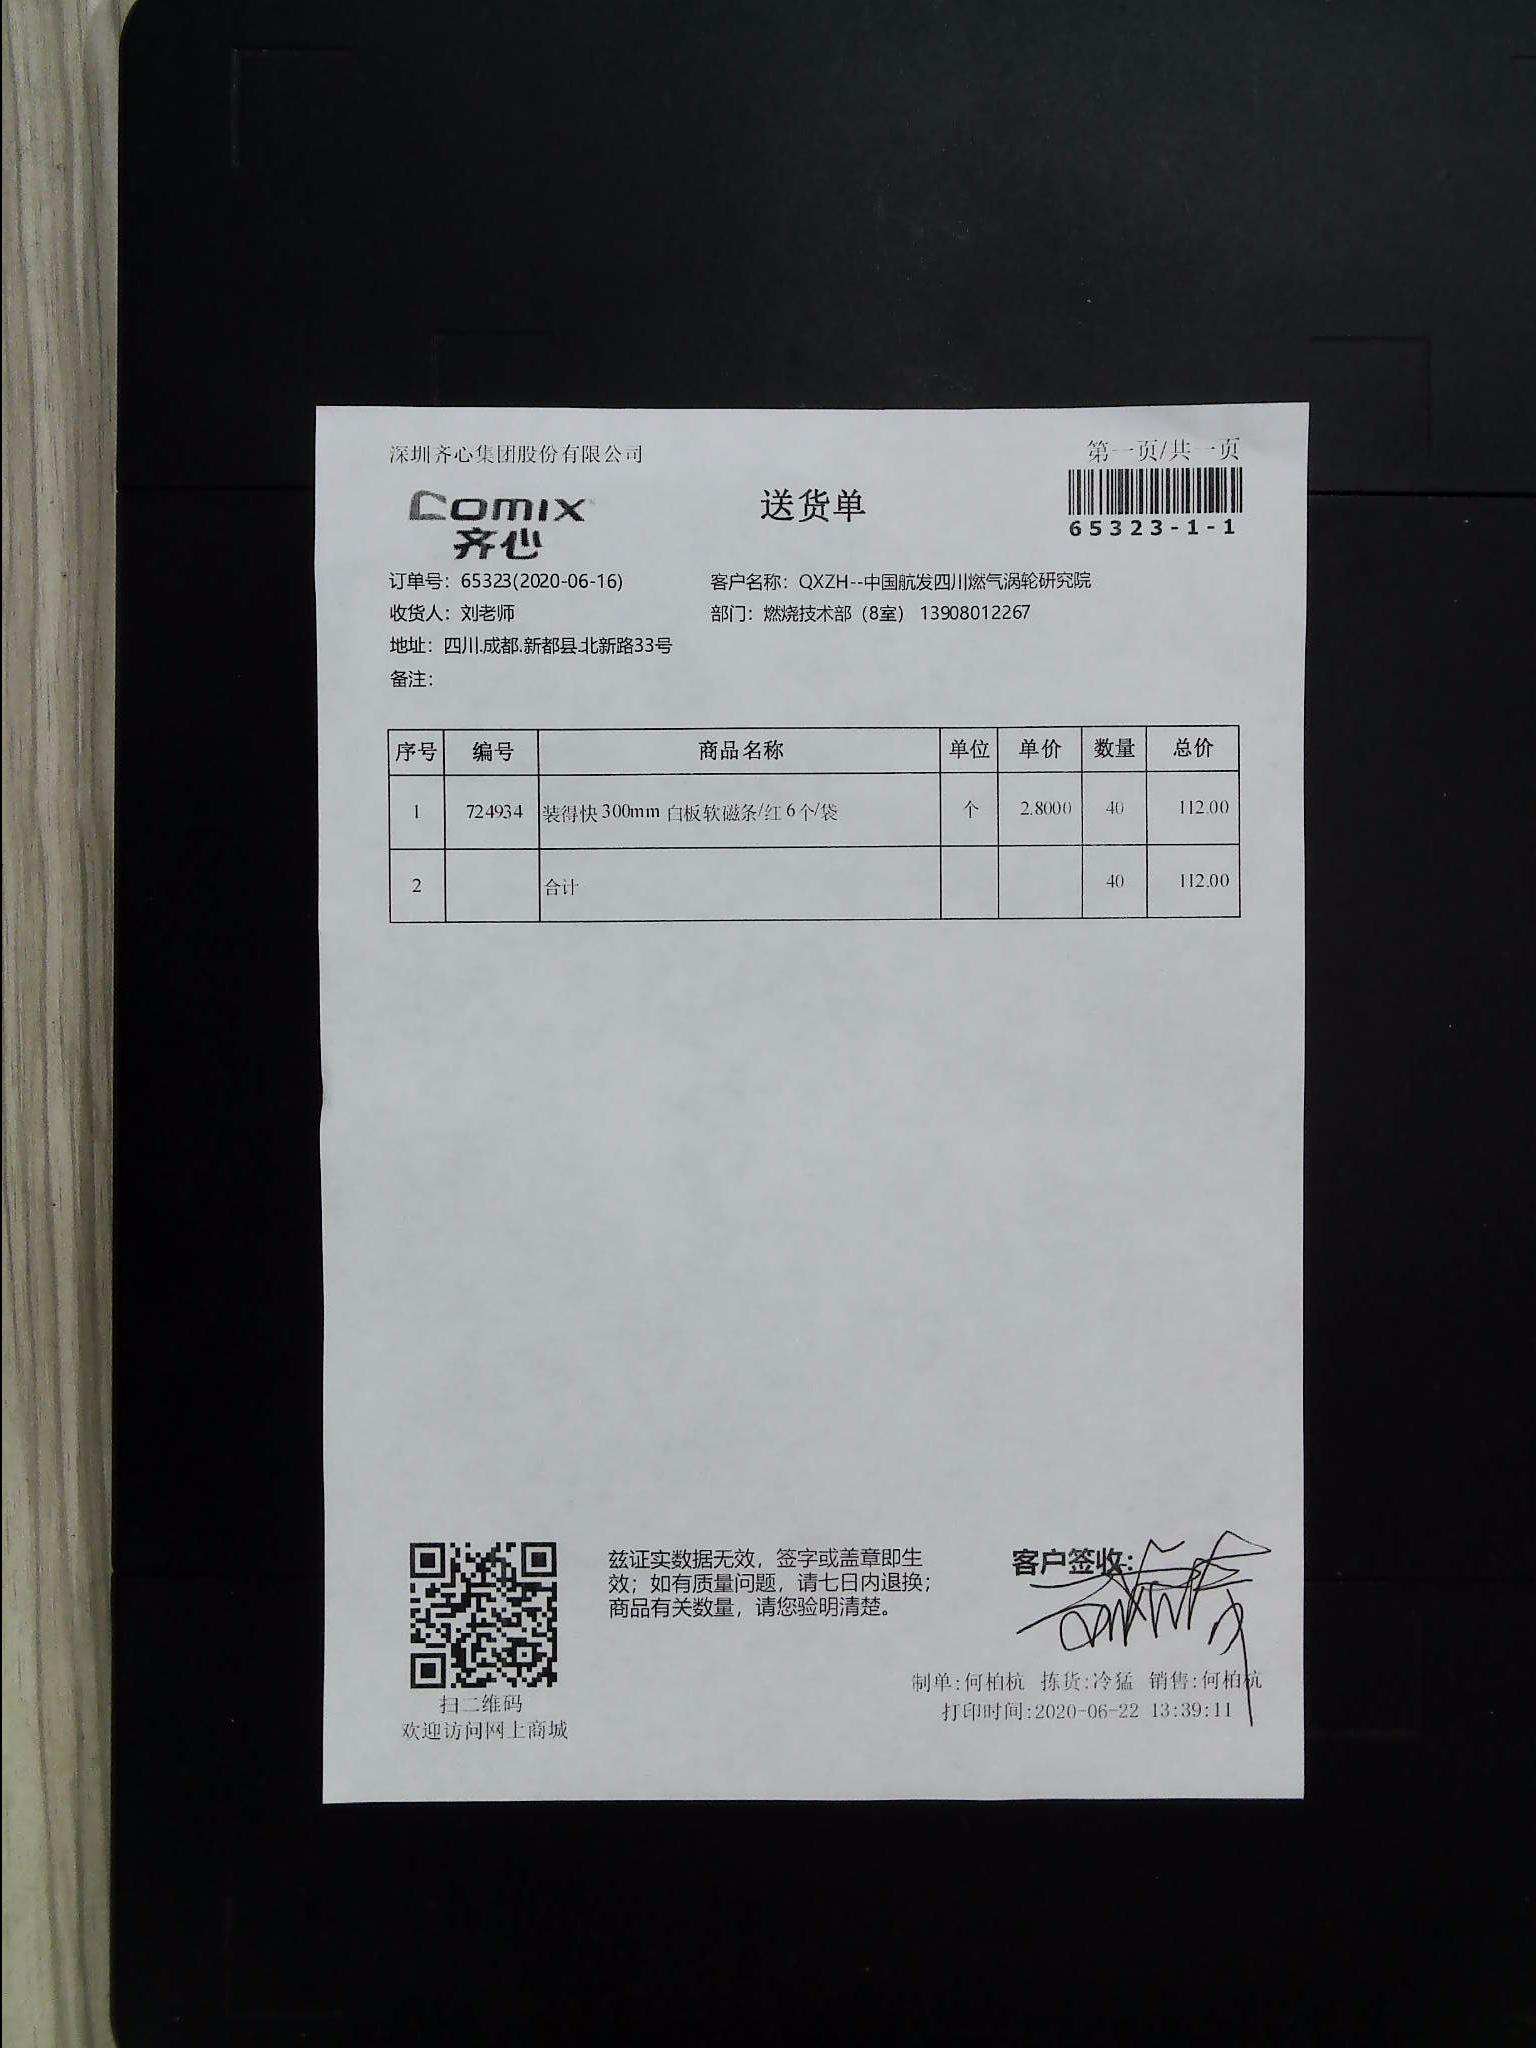 深圳齐心集团股份有限公司
第一页/共一页
comix
齐心
送货单
65323-1-1
订单号：65323(2020-06-16)
客户名称：QXZH--中国航发四川燃气涡轮研究院
收货人：刘老师
部门：燃烧技术部（8室） 13908012267
地址：四川.成都.新都县.北新路33号
备注：
序号 编号 商品名称 单位 单价 数量 总价
1 724934 装得快 300mm 白板软磁条/红 6个/袋 个 2.8000 40 112.00
2 合计 40 112.00
兹证实数据无效，签字或盖章即生
效；如有质量问题，请七日内退换；
商品有关数量，请您验明清楚。
客户签收：
扫二维码
欢迎访问网上商城
制单:何柏杭 拣货:冷猛 销售:何柏杭
打印时间:2020-06-22 13:39:11